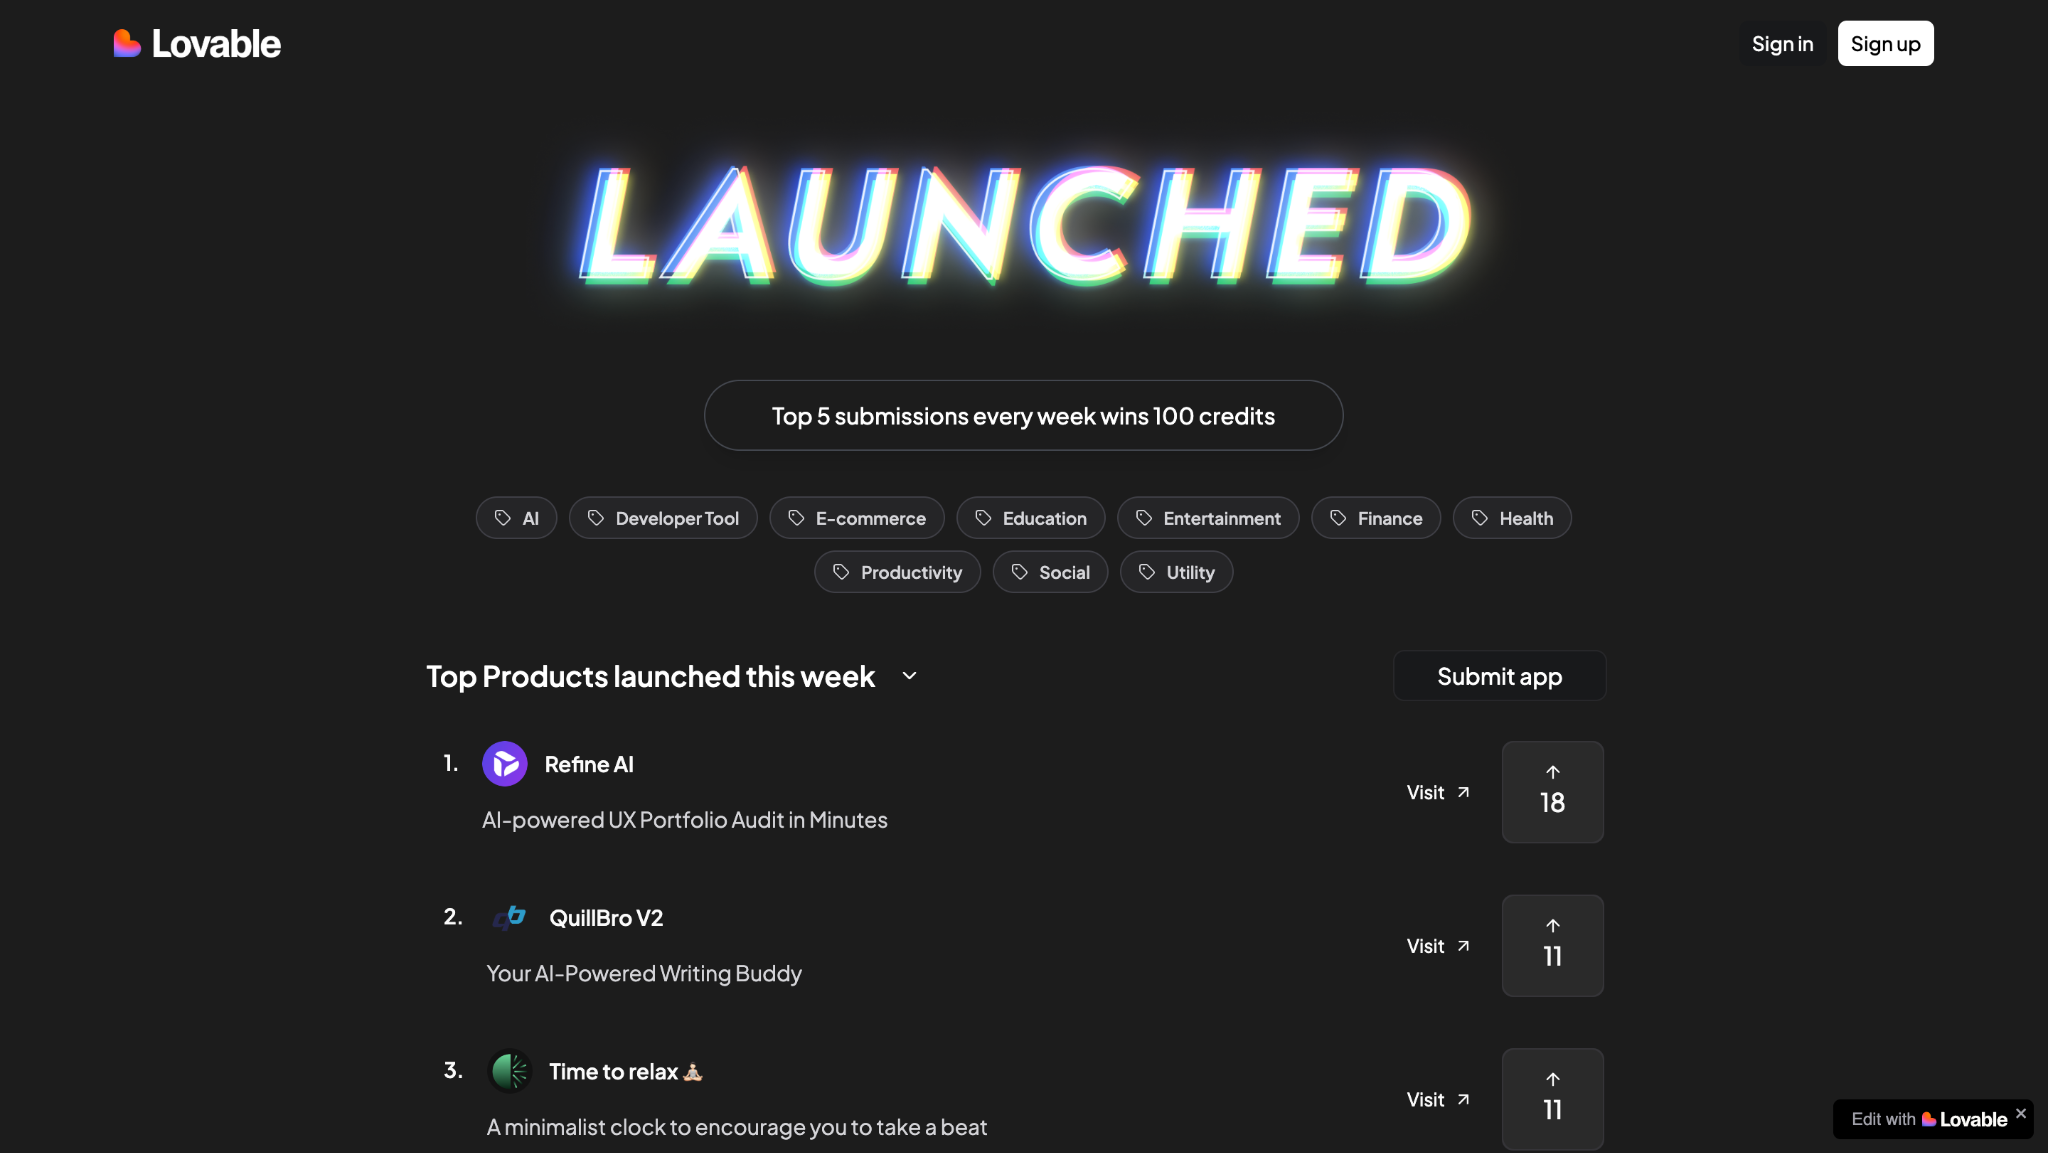 Lovable
Sign in
Sign up
LAUNCHED
Top 5 submissions every week wins 100 credits
AI
Developer Tool
E-commerce
Education
Entertainment
Finance
Health
Productivity
Social
Utility
Top Products launched this week
Submit app
1.
Refine AI
AI-powered UX Portfolio Audit in Minutes
Visit
18
2.
QuillBro V2
Your AI-Powered Writing Buddy
Visit
11
3.
Time to relax🧘🏻
A minimalist clock to encourage you to take a beat
Visit
11
Edit with Lovable